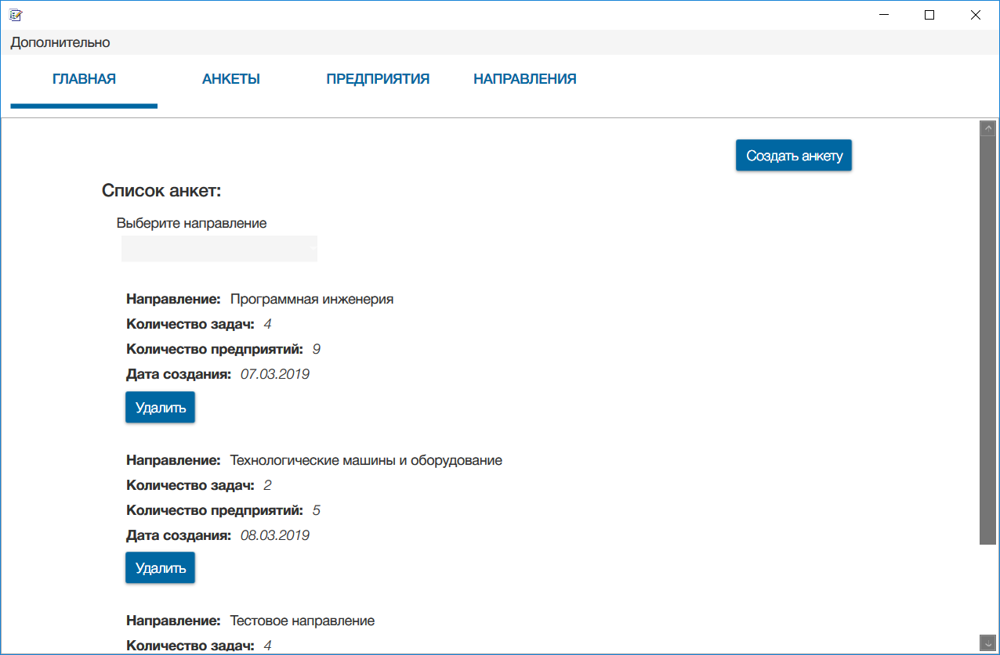 Дополнительно
ГЛАВНАЯ АНКЕТЫ ПРЕДПРИЯТИЯ НАПРАВЛЕНИЯ
Создать анкету
Список анкет:
Выберите направление
Направление: Программная инженерия
Количество задач: 4
Количество предприятий: 9
Дата создания: 07.03.2019
Удалить
Направление: Технологические машины и оборудование
Количество задач: 2
Количество предприятий: 5
Дата создания: 08.03.2019
Удалить
Направление: Тестовое направление
Количество задач: 4